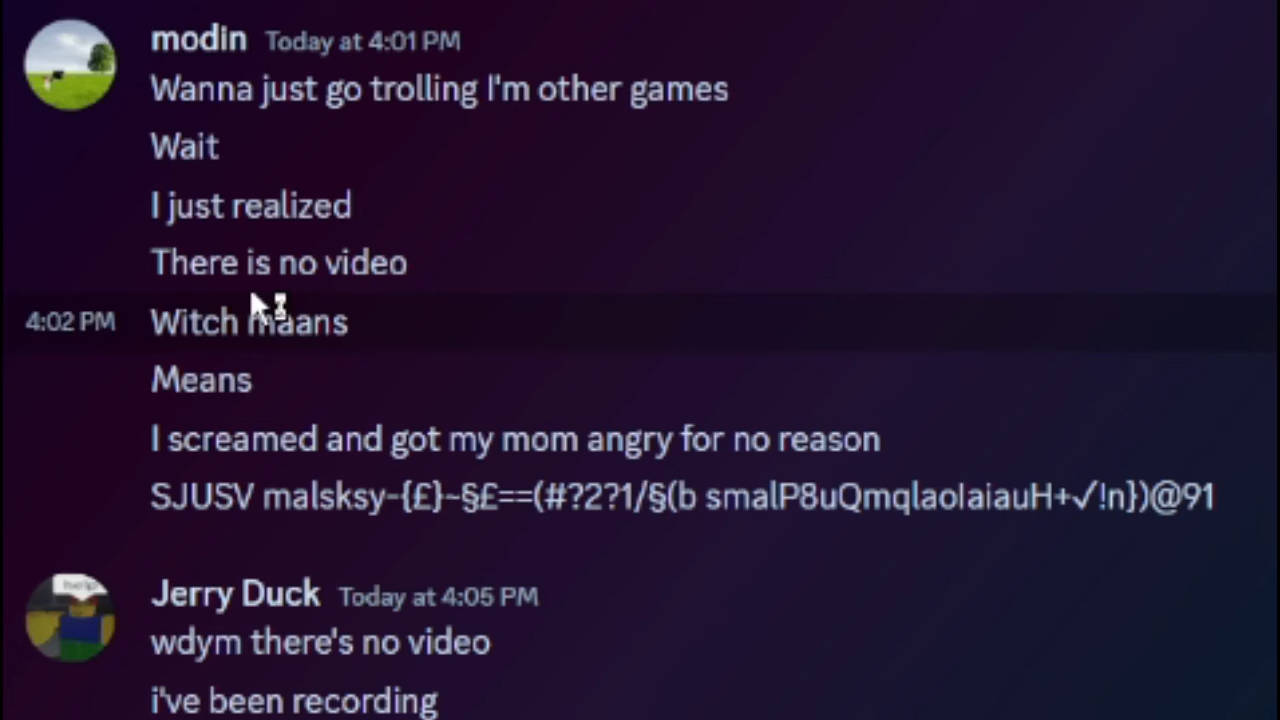 modin Today at 4:01 PM
Wanna just go trolling I'm other games
Wait
I just realized
There is no video
4:02 PM Witch maans
Means
I screamed and got my mom angry for no reason
SJUSV malsksy-{£}~§£==(#?2?1/§(b smalP8uQmqlaolaiauH+✓!n})@91
Jerry Duck Today at 4:05 PM
wdym there's no video
i've been recording